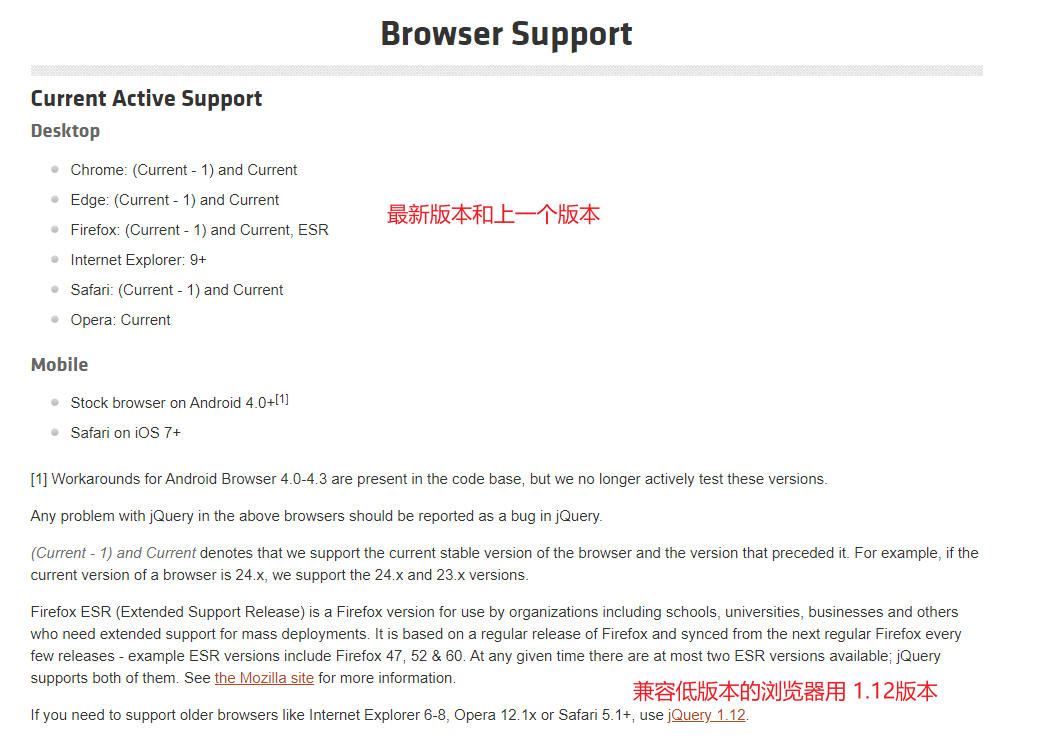 Browser Support
Current Active Support
Desktop
Chrome: (Current - 1) and Current
Edge: (Current - 1) and Current
最新版本和上一个版本
Firefox: (Current - 1) and Current, ESR
Internet Explorer: 9+
Safari: (Current - 1) and Current
Opera: Current
Mobile
Stock browser on Android 4.0+[1]
Safari on iOS 7+
[1] Workarounds for Android Browser 4.0-4.3 are present in the code base, but we no longer actively test these versions.
Any problem with jQuery in the above browsers should be reported as a bug in jQuery.
(Current - 1) and Current denotes that we support the current stable version of the browser and the version that preceded it. For example, if the
current version of a browser is 24.x, we support the 24.x and 23.x versions.
Firefox ESR (Extended Support Release) is a Firefox version for use by organizations including schools, universities, businesses and others
who need extended support for mass deployments. It is based on a regular release of Firefox and synced from the next regular Firefox every
few releases - example ESR versions include Firefox 47, 52 & 60. At any given time there are at most two ESR versions available; jQuery
supports both of them. See the Mozilla site for more information.
兼容低版本的浏览器用 1.12版本
If you need to support older browsers like Internet Explorer 6-8, Opera 12.1x or Safari 5.1+, use jQuery 1.12.